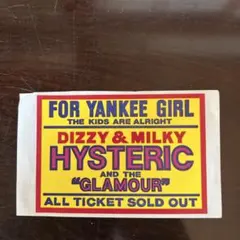 FOR YANKEE GIRL
THE KIDS ARE ALRIGHT
DIZZY & MILKY
HYSTERIC
AND THE
"GLAMOUR"
ALL TICKET SOLD OUT